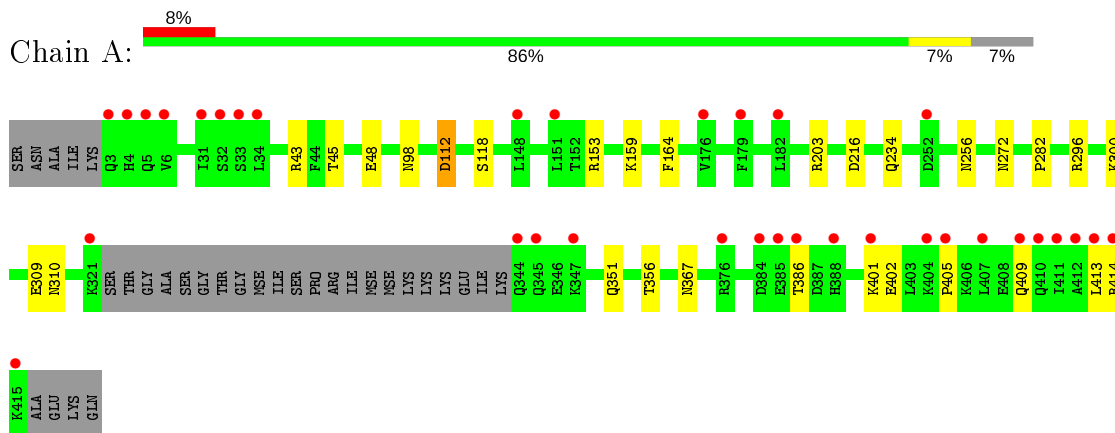 8%
Chain A:
86% 7% 7%
SER ASN ALA ILE LYS Q3 H4 Q5 V6 I31 S32 S33 L34 R43 F44 T45 E48 N98 D112 S118 L148 L151 T152 R153 K159 F164 V176 F179 L182 R203 D216 Q234 D252 N256 N272 P282 R296
E309 N310 K321 SER THR GLY ALA SER GLY THR GLY MSE ILE SER PRO ARG ILE MSE MSE LYS LYS LYS GLU ILE LYS Q344 Q345 E346 K347 Q351 T356 N367 R376 D384 E385 T386 D387 H388 K401 E402 L403 K404 P405 K406 L407 E408 Q409 Q410 I411 A412 L413
K415 ALA GLU LYS GLN